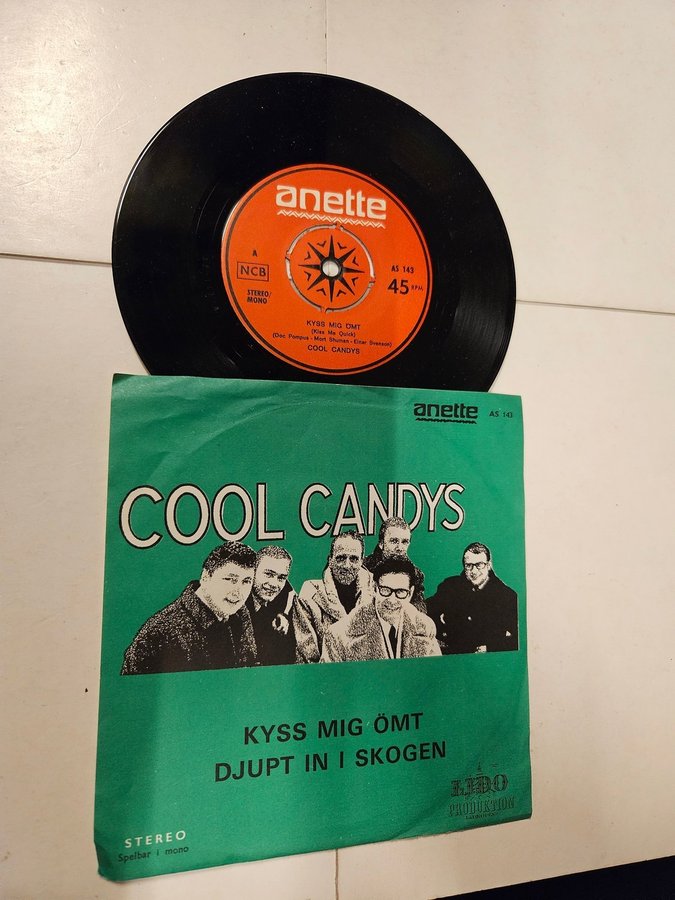 anette
A
NCB
STEREO/
MONO
AS 143
45 RPM
KYSS MIG ÖMT
(Kiss Me Quick)
(Doc Pompus - Mort Shuman - Einar Svenson)
COOL CANDYS
anette AS 143
COOL CANDYS
KYSS MIG ÖMT
DJUPT IN I SKOGEN
LIDO
PRODUKTION
STEREO
Spelbar i mono